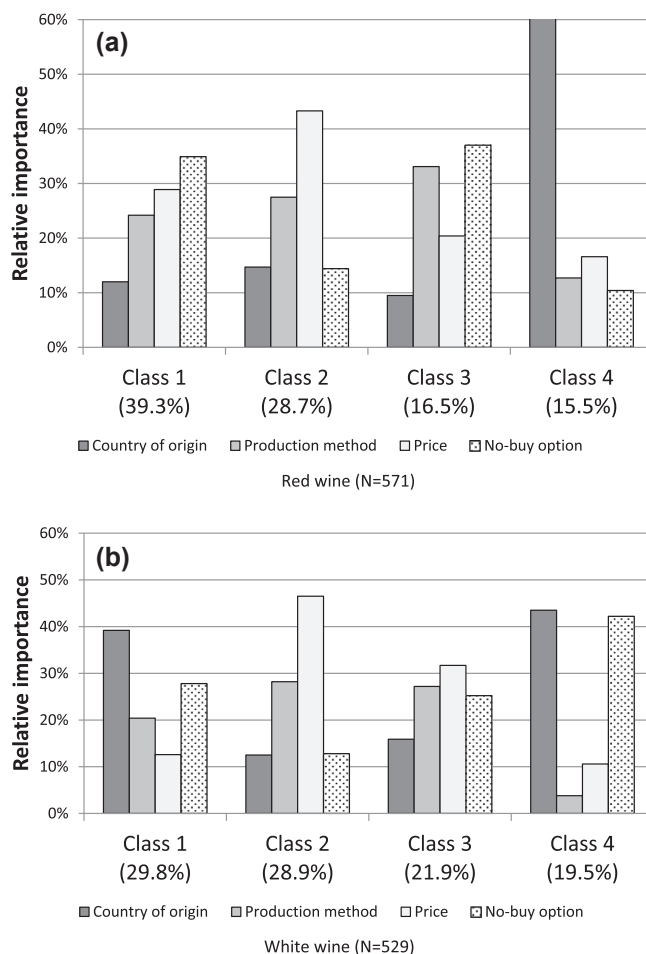 (a)
Relative importance
60%
50%
40%
30%
20%
10%
0%
Class 1 Class 2 Class 3 Class 4
(39.3%) (28.7%) (16.5%) (15.5%)
Country of origin Production method Price No-buy option
Red wine (N=571)
(b)
Relative importance
60%
50%
40%
30%
20%
10%
0%
Class 1 Class 2 Class 3 Class 4
(29.8%) (28.9%) (21.9%) (19.5%)
Country of origin Production method Price No-buy option
White wine (N=529)